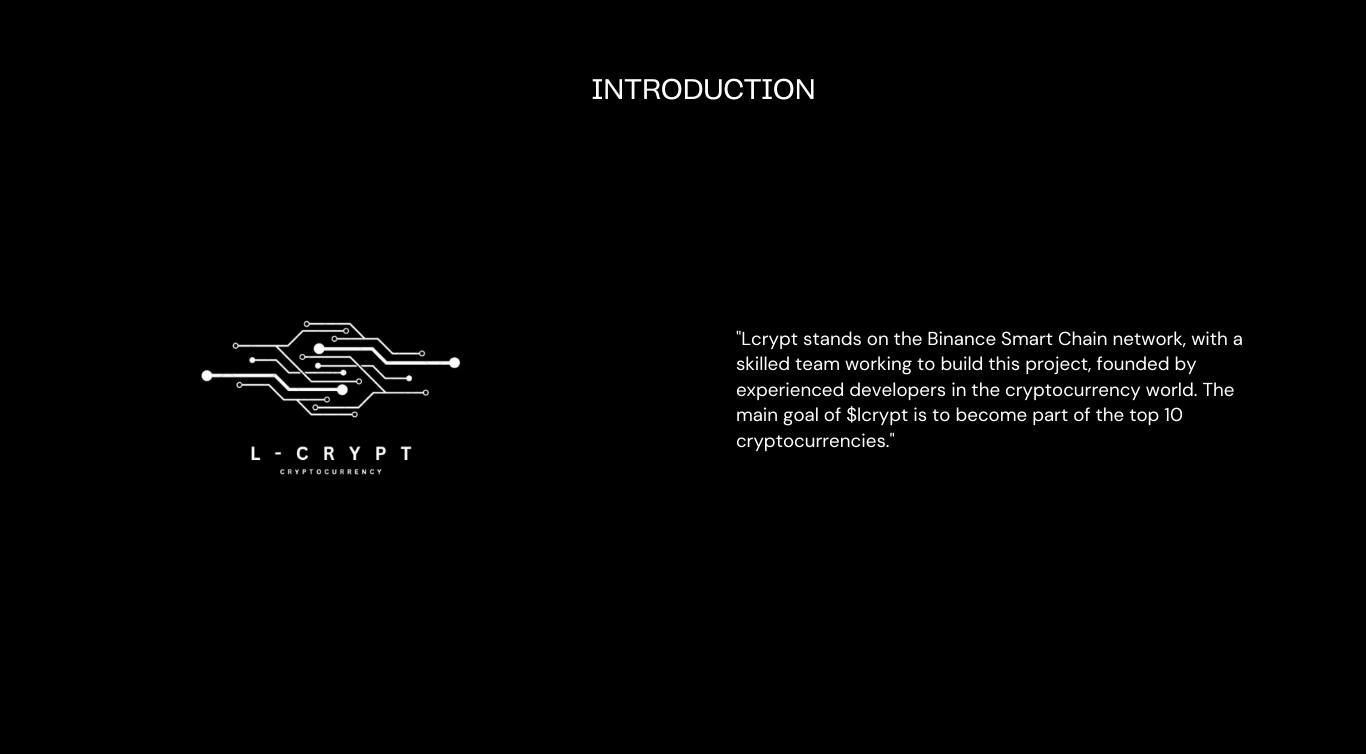 INTRODUCTION
L - CRYPT
CRYPTOCURRENCY
"Lcrypt stands on the Binance Smart Chain network, with a
skilled team working to build this project, founded by
experienced developers in the cryptocurrency world. The
main goal of $lcrypt is to become part of the top 10
cryptocurrencies."